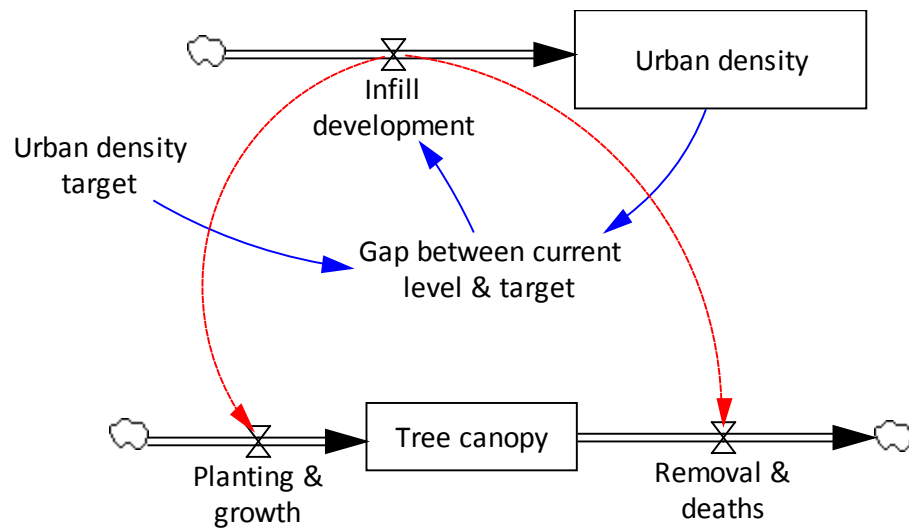 Urban density
Infill
development
Urban density
target
Gap between current
level & target
Tree canopy
Planting &
growth
Removal &
deaths